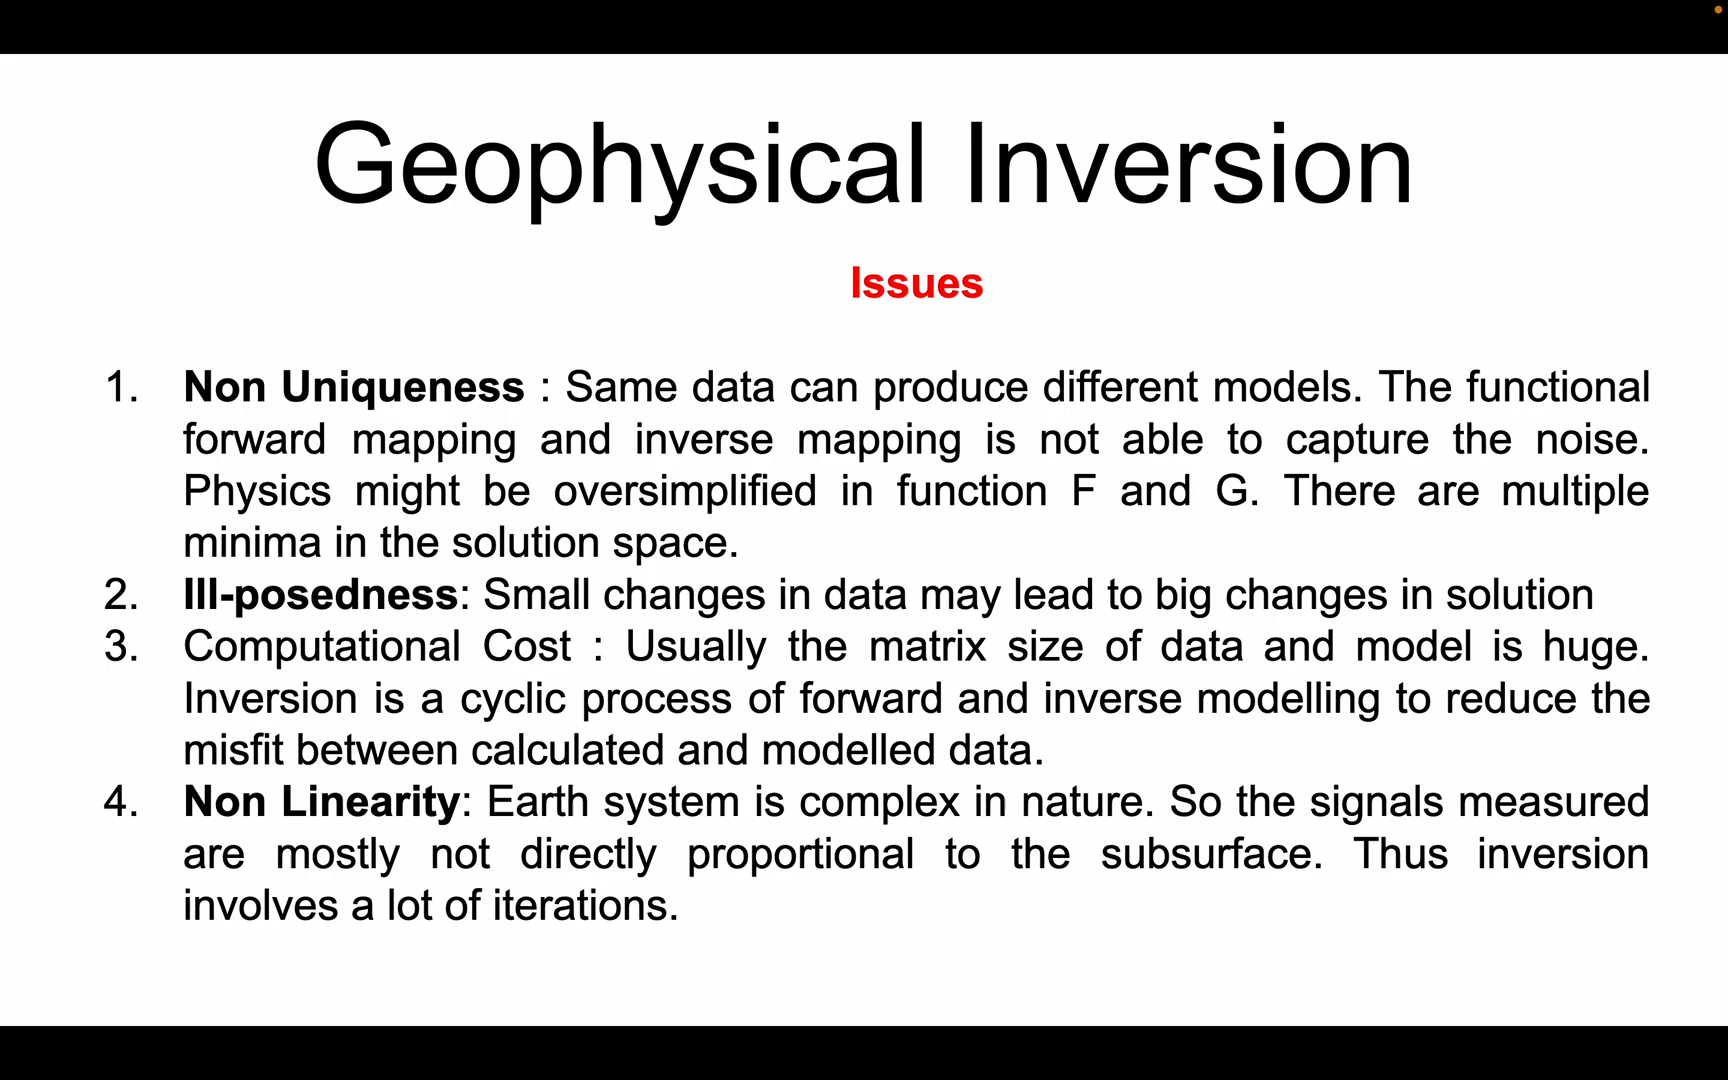 Geophysical Inversion
Issues
1. Non Uniqueness : Same data can produce different models. The functional
forward mapping and inverse mapping is not able to capture the noise.
Physics might be oversimplified in function F and G. There are multiple
minima in the solution space.
2. Ill-posedness: Small changes in data may lead to big changes in solution
3. Computational Cost : Usually the matrix size of data and model is huge.
Inversion is a cyclic process of forward and inverse modelling to reduce the
misfit between calculated and modelled data.
4. Non Linearity: Earth system is complex in nature. So the signals measured
are mostly not directly proportional to the subsurface. Thus inversion
involves a lot of iterations.